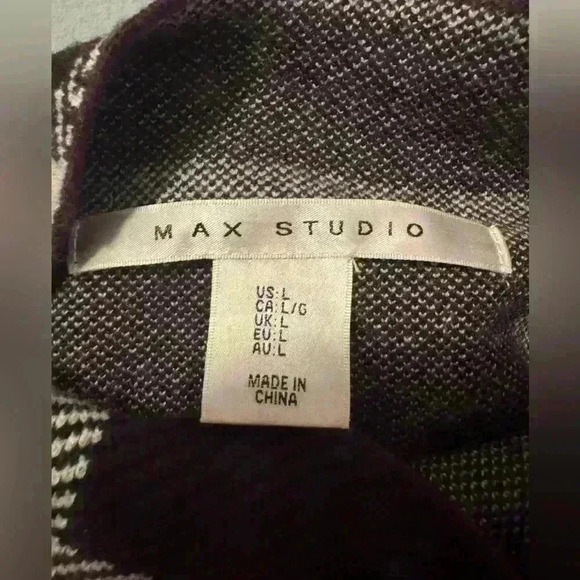 MAX STUDIO
US:L
CA:L/G
UK:L
EU:L
AU:L
MADE IN
CHINA